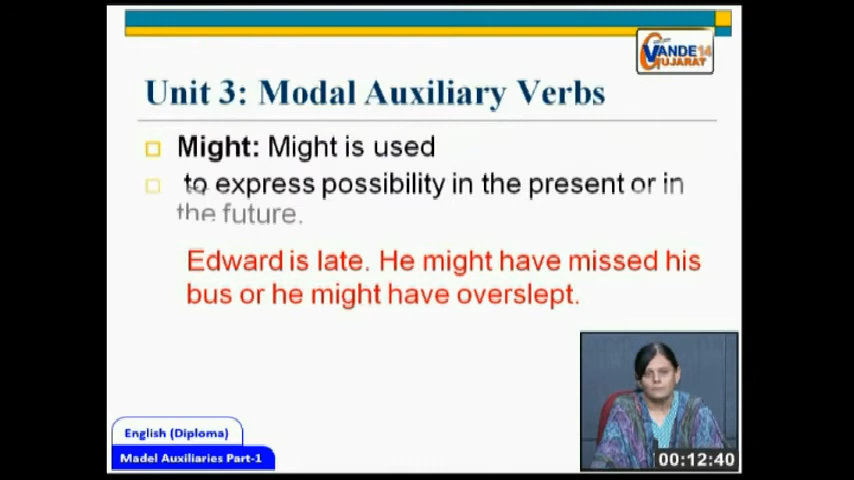 VANDE 14
GUJARAT
Unit 3: Modal Auxiliary Verbs
Might: Might is used
to express possibility in the present or in
the future.
Edward is late. He might have missed his
bus or he might have overslept.
English (Diploma)
Madel Auxiliaries Part-1
00:12:40